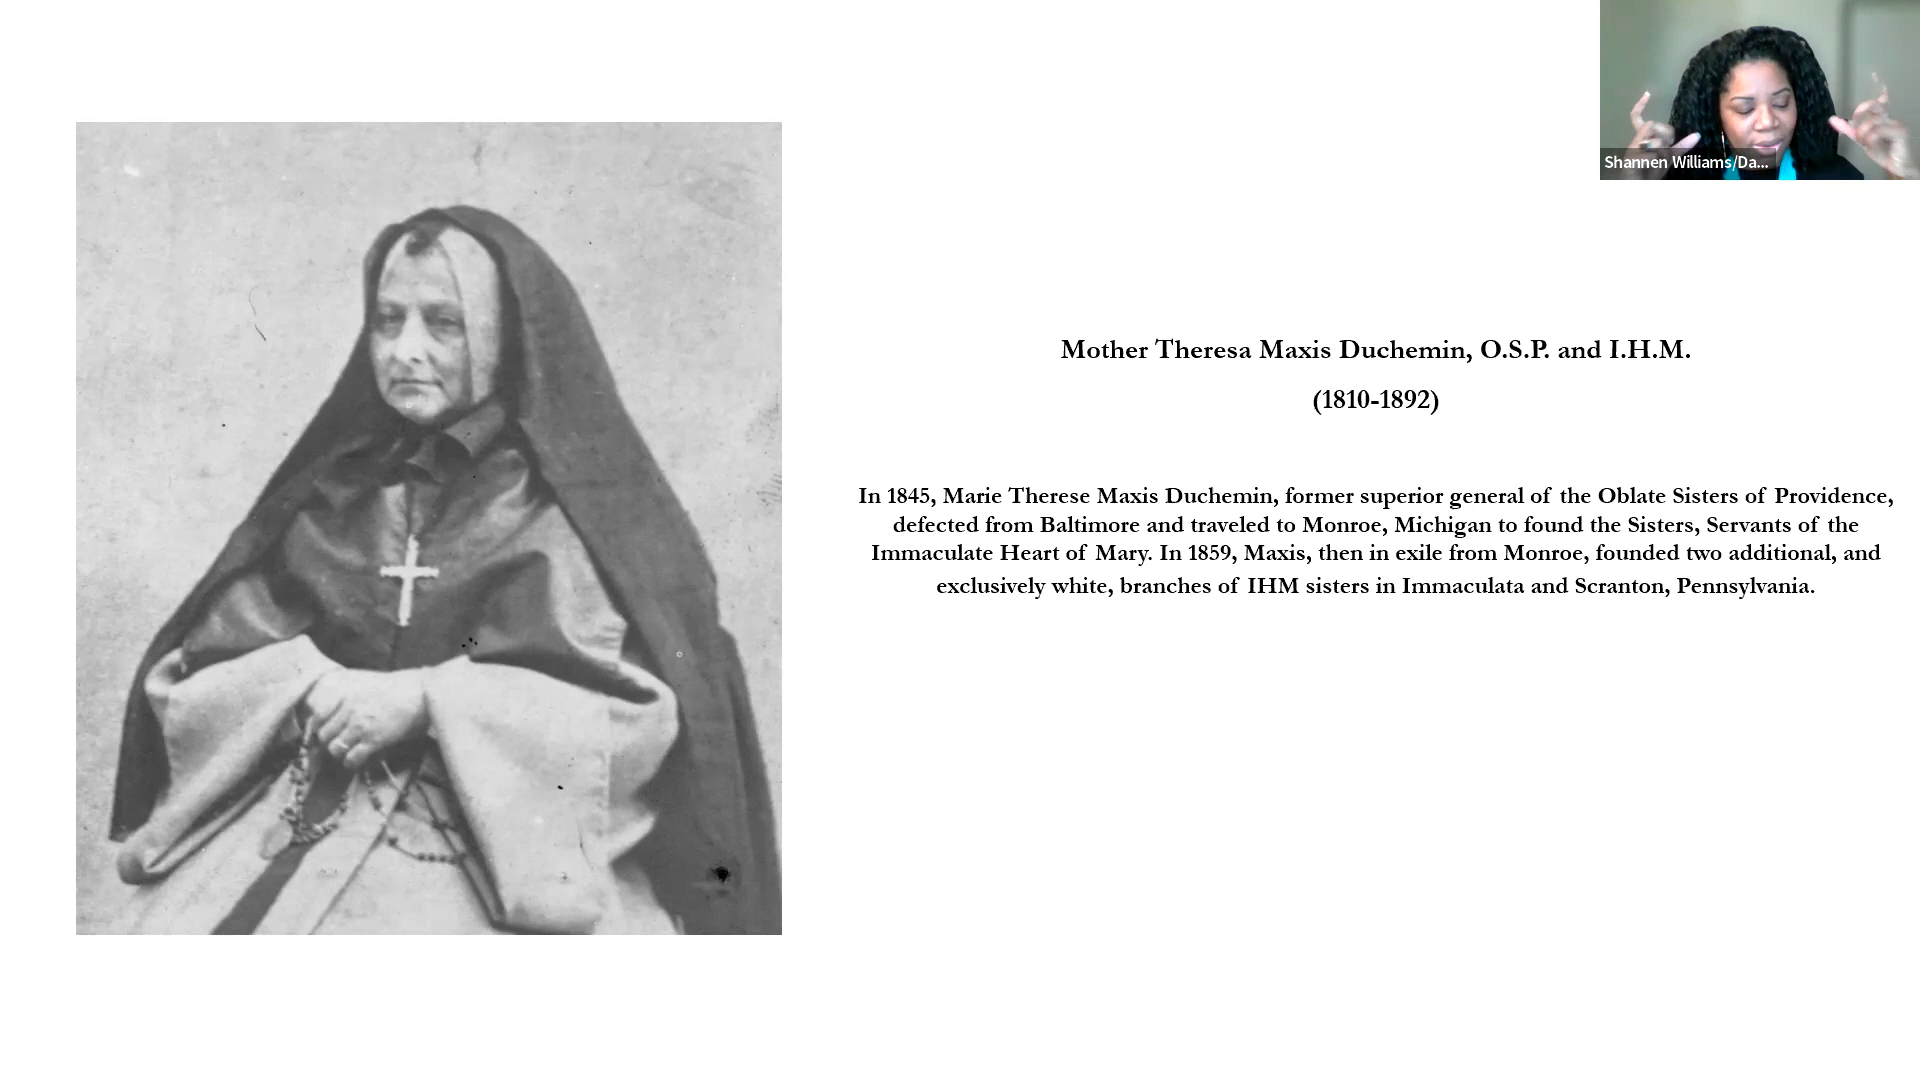 Shannen Williams/Da...
Mother Theresa Maxis Duchemin, O.S.P. and I.H.M.
(1810-1892)
In 1845, Marie Therese Maxis Duchemin, former superior general of the Oblate Sisters of Providence,
defected from Baltimore and traveled to Monroe, Michigan to found the Sisters, Servants of the
Immaculate Heart of Mary. In 1859, Maxis, then in exile from Monroe, founded two additional, and
exclusively white, branches of IHM sisters in Immaculata and Scranton, Pennsylvania.